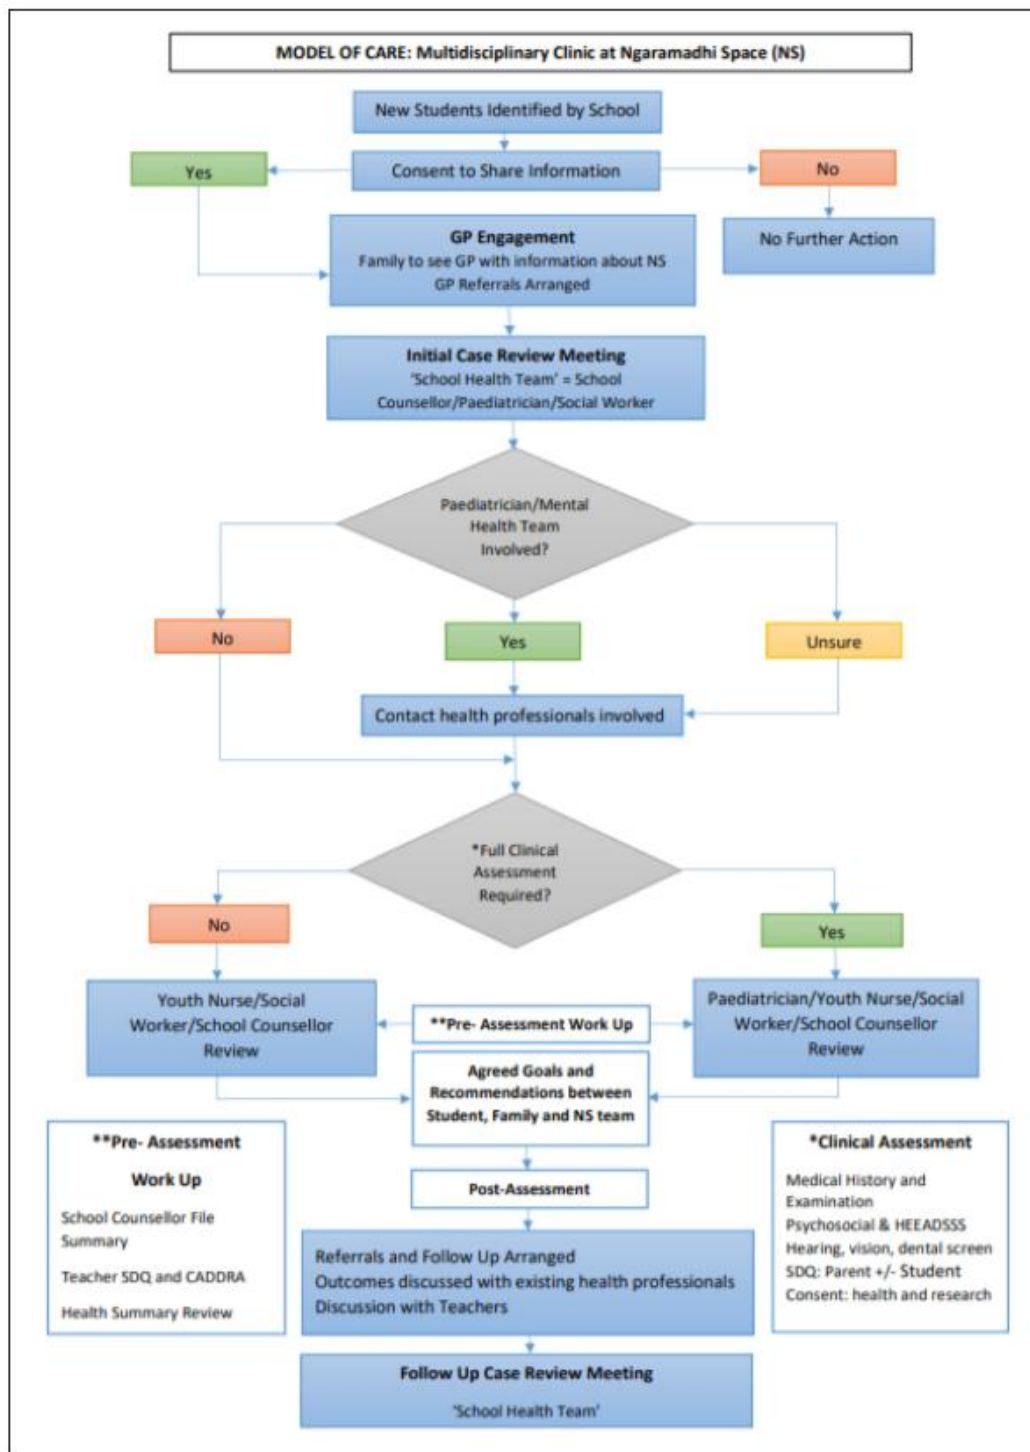 MODEL OF CARE: Multidisciplinary Clinic at Ngaramadhi Space (NS)
New Students Identified by School
Yes
Consent to Share Information
No
GP Engagement
Family to see GP with information about NS
GP Referrals Arranged
No Further Action
Initial Case Review Meeting
'School Health Team' = School
Counsellor/Paediatrician/Social Worker
Paediatrician/Mental
Health Team
Involved?
No
Yes
Unsure
Contact health professionals involved
*Full Clinical
Assessment
Required?
No
Yes
Youth Nurse/Social
Worker/School Counsellor
Review
**Pre- Assessment Work Up
Paediatrician/Youth Nurse/Social
Worker/School Counsellor
Review
Agreed Goals and
Recommendations between
Student, Family and NS team
**Pre- Assessment
Work Up
School Counsellor File
Summary
Teacher SDQ and CADDRA
Health Summary Review
Post-Assessment
*Clinical Assessment
Medical History and
Examination
Psychosocial & HEEADSSS
Hearing, vision, dental screen
SDQ: Parent +/- Student
Consent: health and research
Referrals and Follow Up Arranged
Outcomes discussed with existing health professionals
Discussion with Teachers
Follow Up Case Review Meeting
'School Health Team'